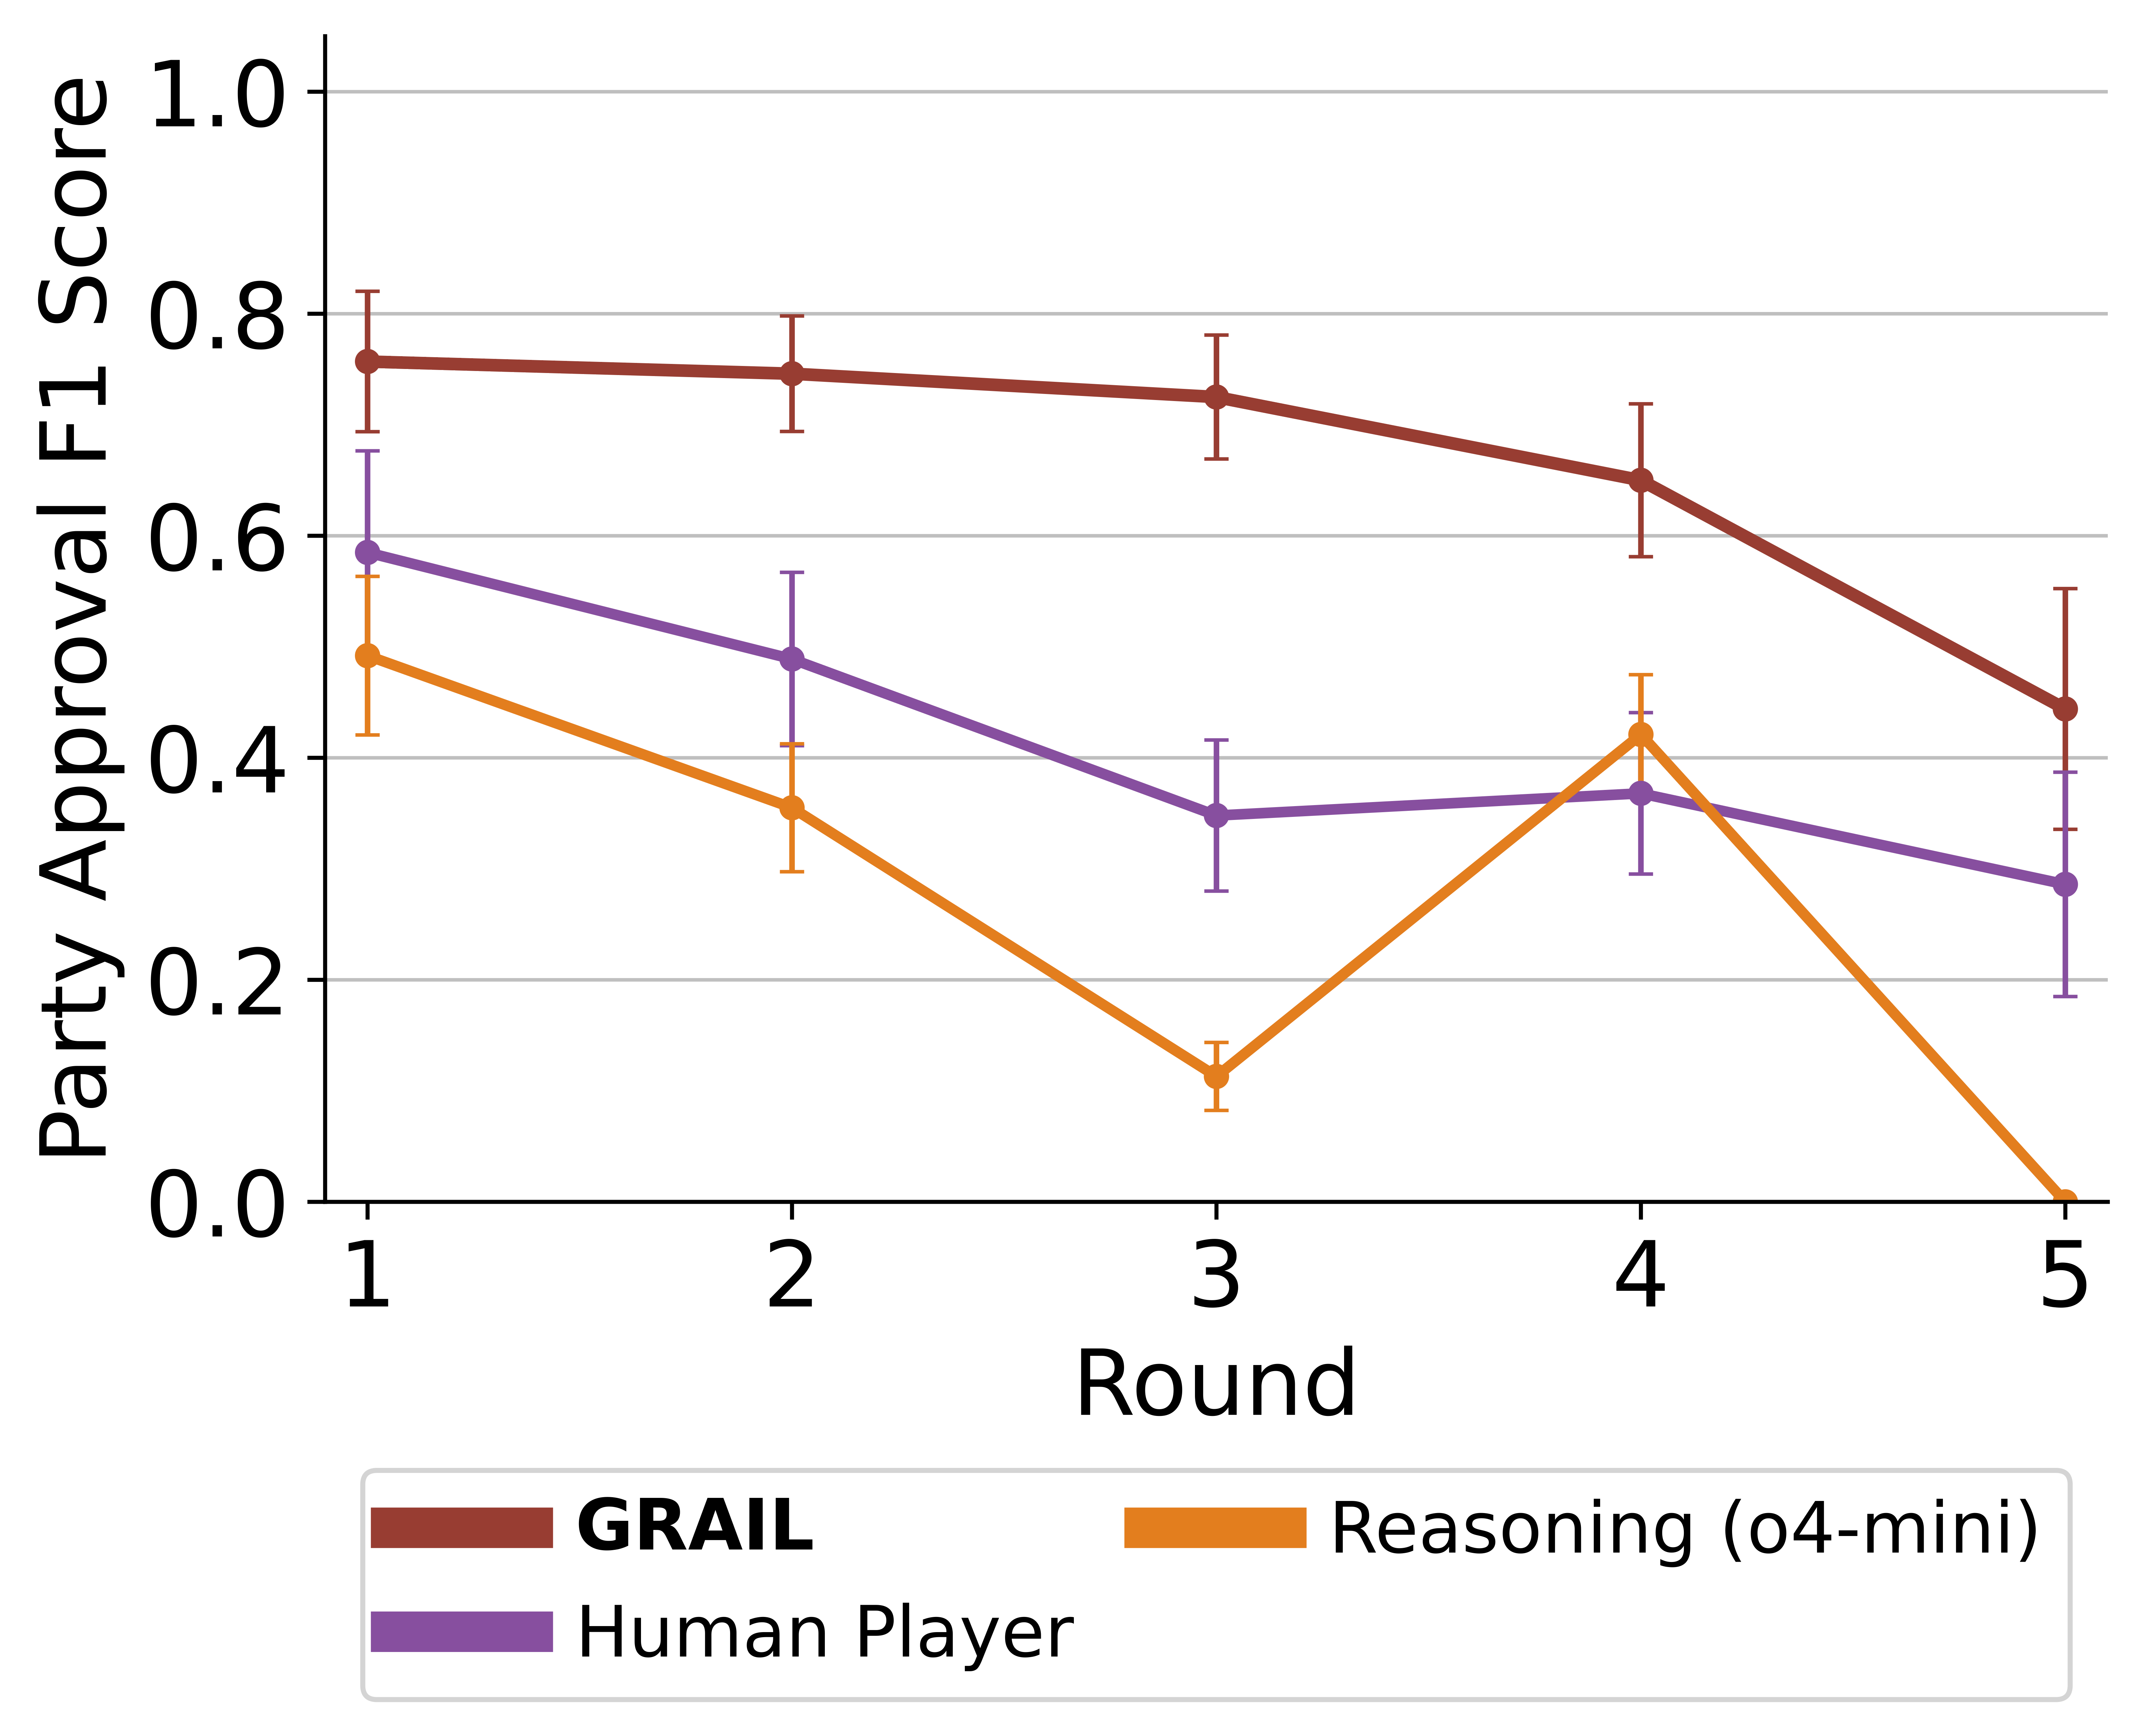 Party Approval F1 Score
1.0
0.8
0.6
0.4
0.2
0.0
1 2 3 4 5
Round
GRAIL
Human Player
Reasoning (o4-mini)